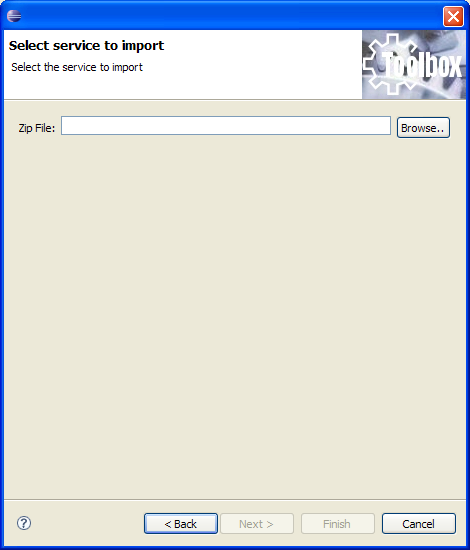 Select service to import
Select the service to import
Toolbox
Zip File:
Browse..
?
< Back
Next >
Finish
Cancel